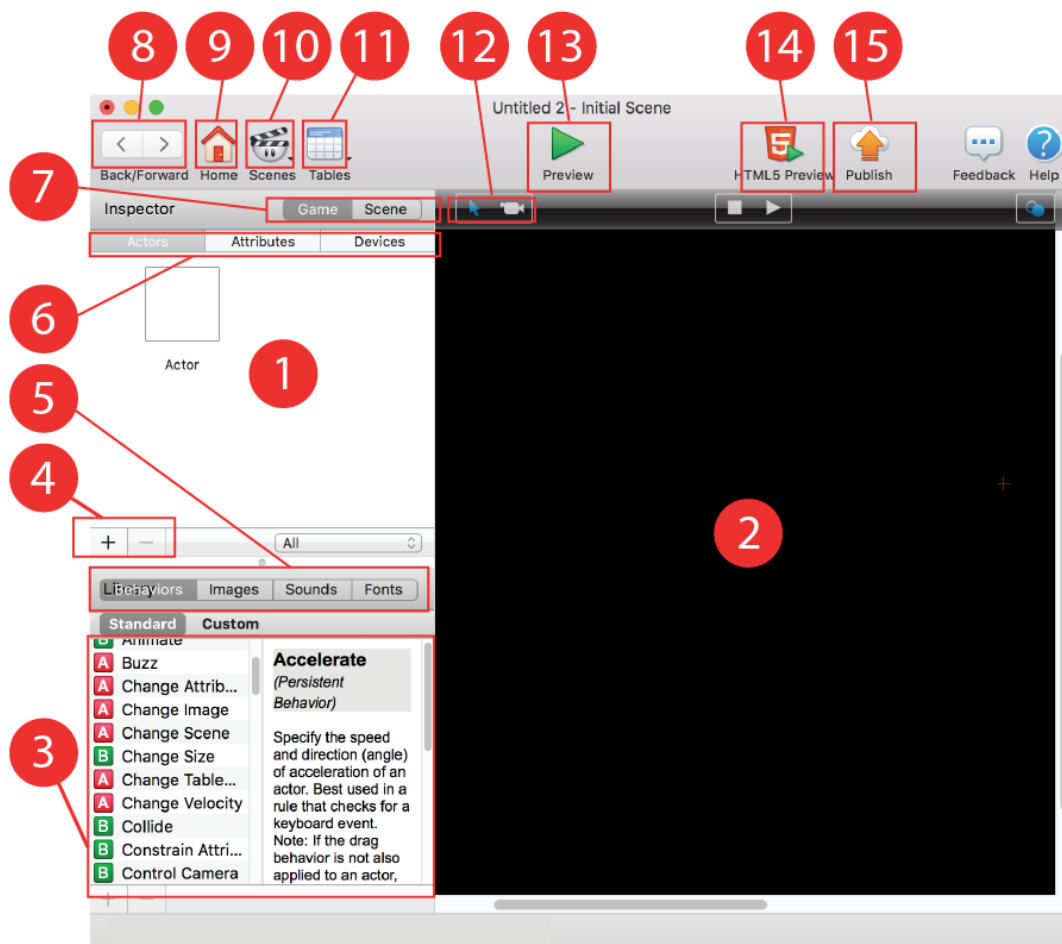 8 9 10 11 12 13 14 15
Untitled 2 - Initial Scene
Back/Forward Home Scenes Tables Preview HTML5 Preview Publish Feedback Help
7
Inspector Game Scene
Actors Attributes Devices
6
Actor
1
5
4
2
+ − All
Library Behaviors Images Sounds Fonts
Standard Custom
B Animate
A Buzz
A Change Attrib...
A Change Image
A Change Scene
B Change Size
A Change Table...
A Change Velocity
B Collide
B Constrain Attri...
B Control Camera
3
Accelerate
(Persistent
Behavior)
Specify the speed
and direction (angle)
of acceleration of an
actor. Best used in a
rule that checks for a
keyboard event.
Note: If the drag
behavior is not also
applied to an actor,
+ −